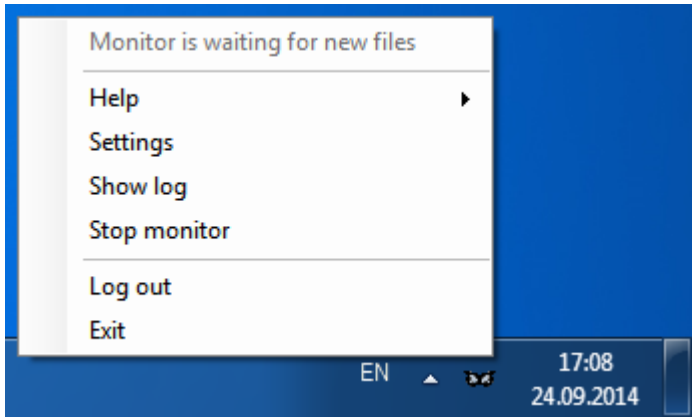 Monitor is waiting for new files
Help
Settings
Show log
Stop monitor
Log out
Exit
EN
17:08
24.09.2014